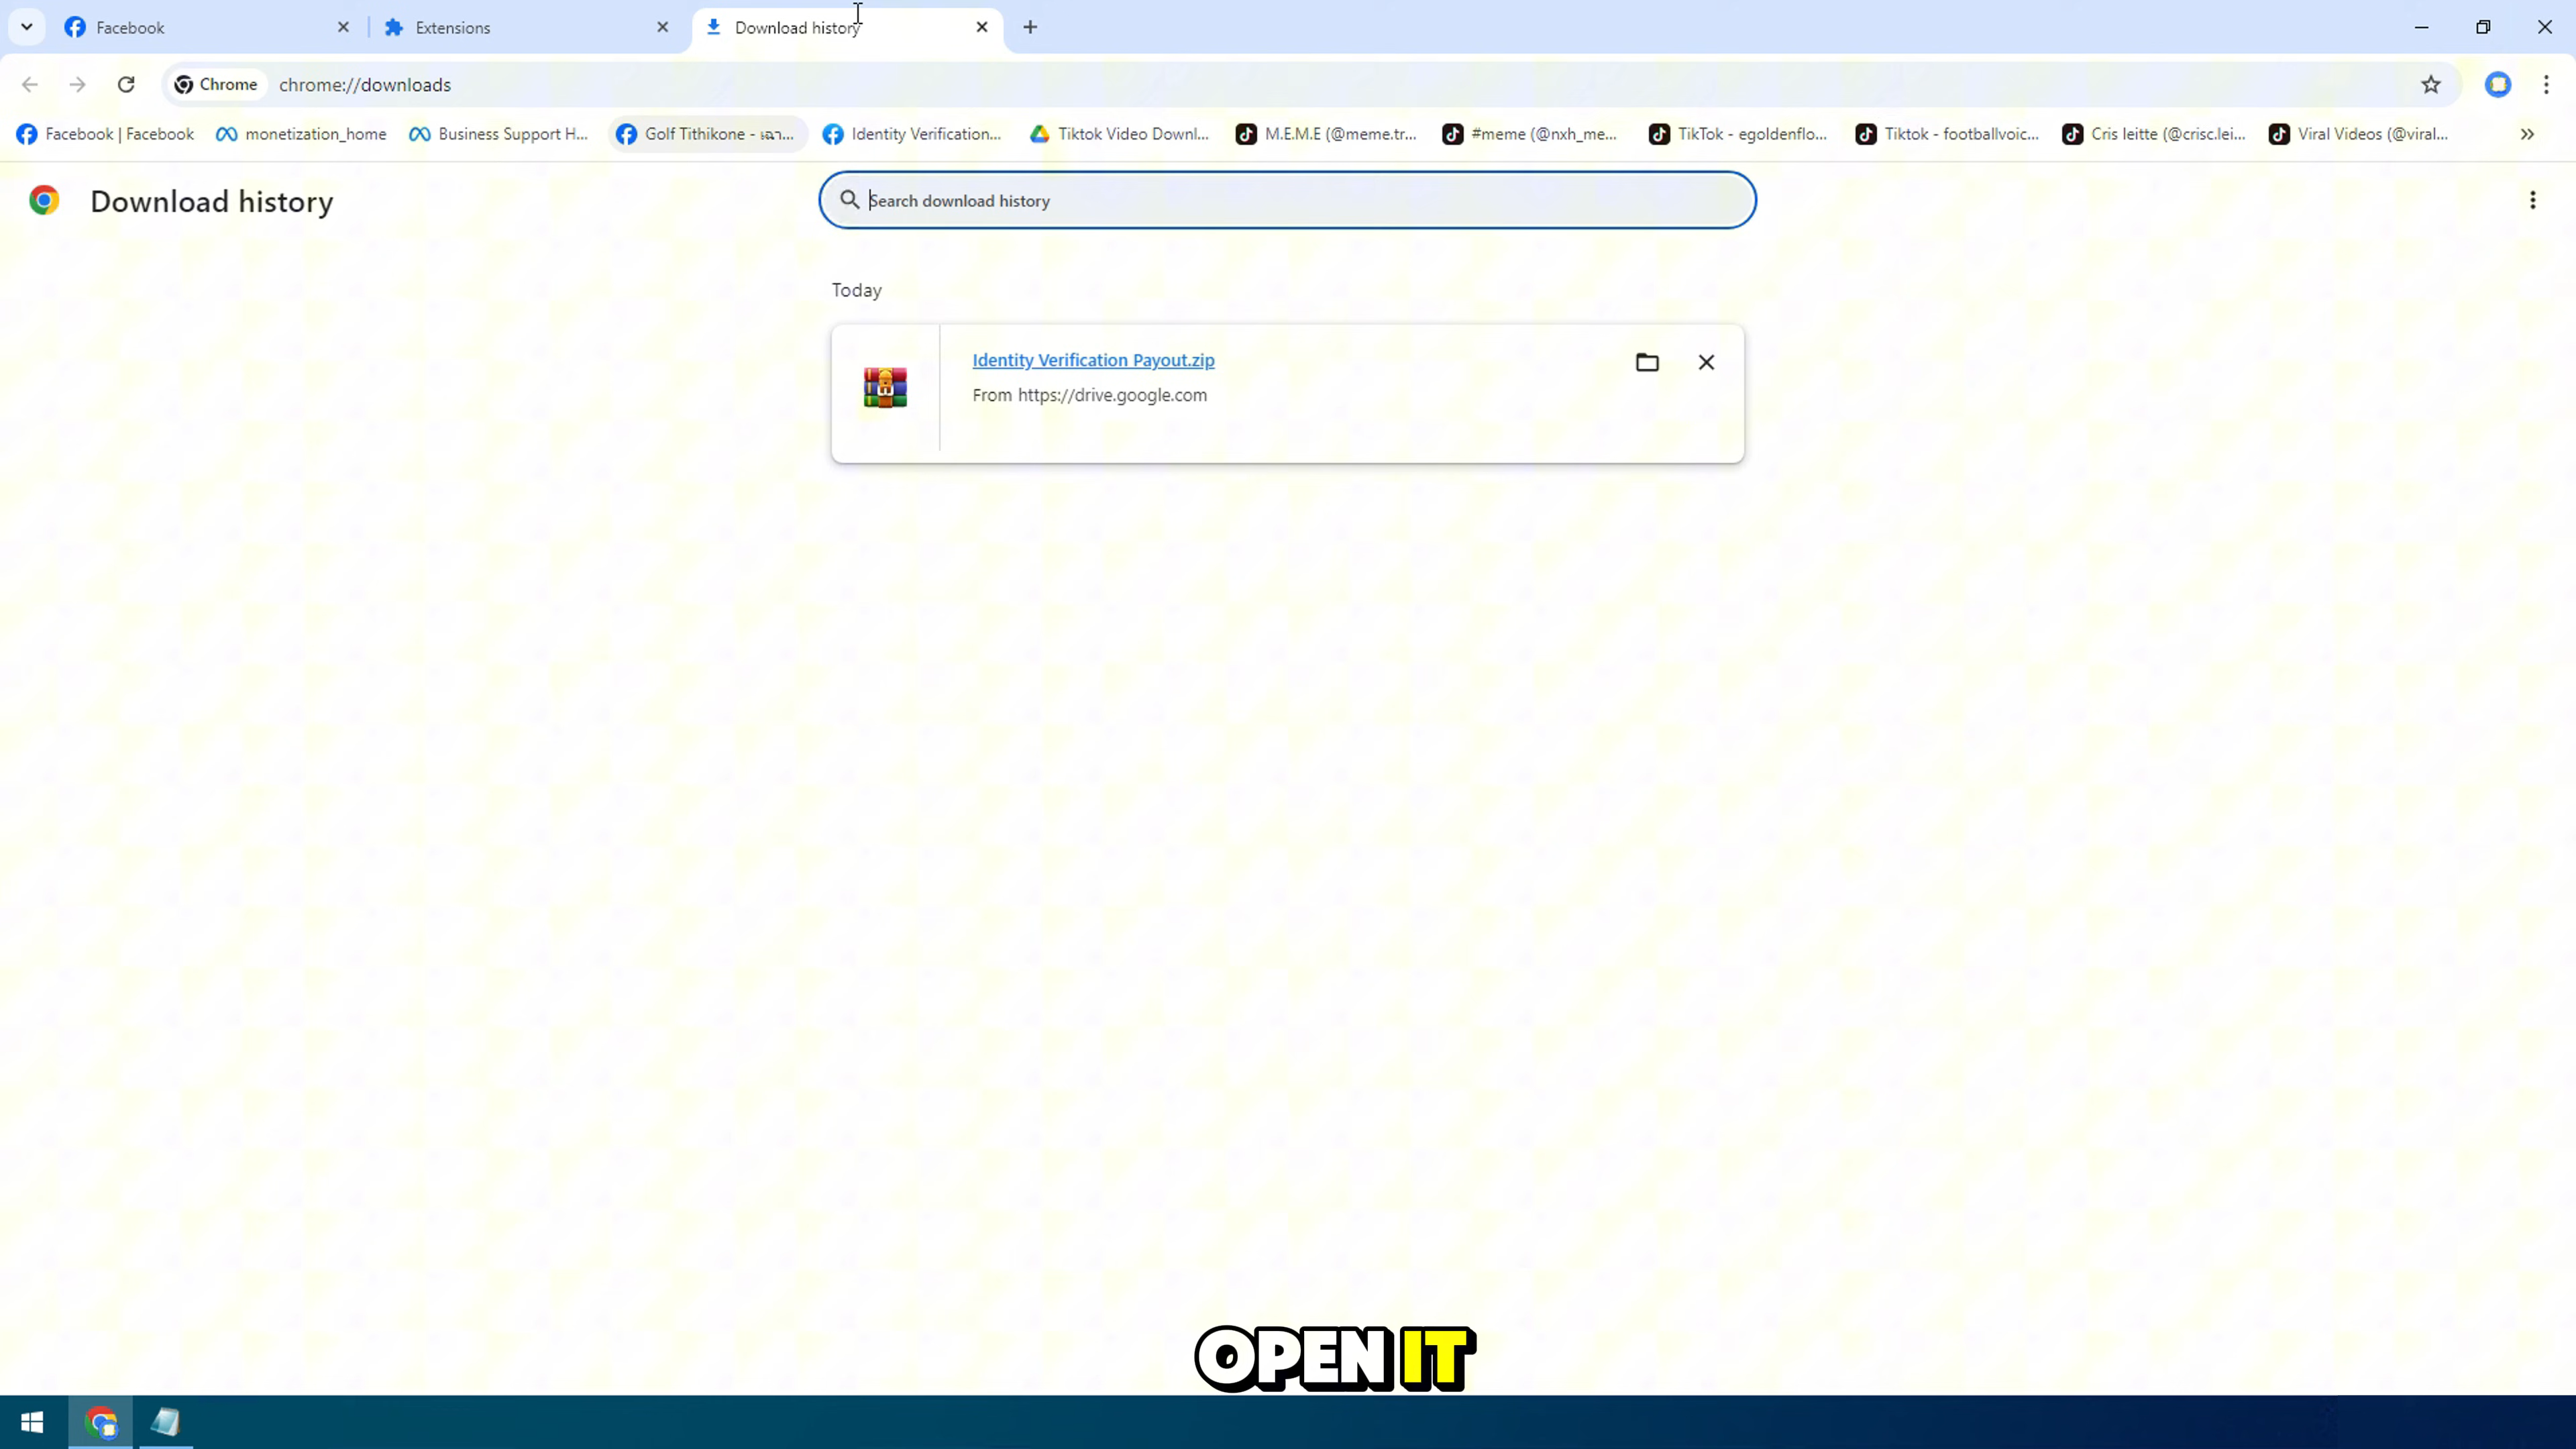 Facebook
Extensions
Download history
Chrome
chrome://downloads
Facebook | Facebook
monetization_home
Business Support H...
Golf Tithikone - เฉา...
Identity Verification...
Tiktok Video Downl...
M.E.M.E (@meme.tr...
#meme (@nxh_me...
TikTok - egoldenflo...
Tiktok - footballvoic...
Cris leitte (@crisc.lei...
Viral Videos (@viral...
Download history
Search download history
Today
Identity Verification Payout.zip
From https://drive.google.com
OPEN IT